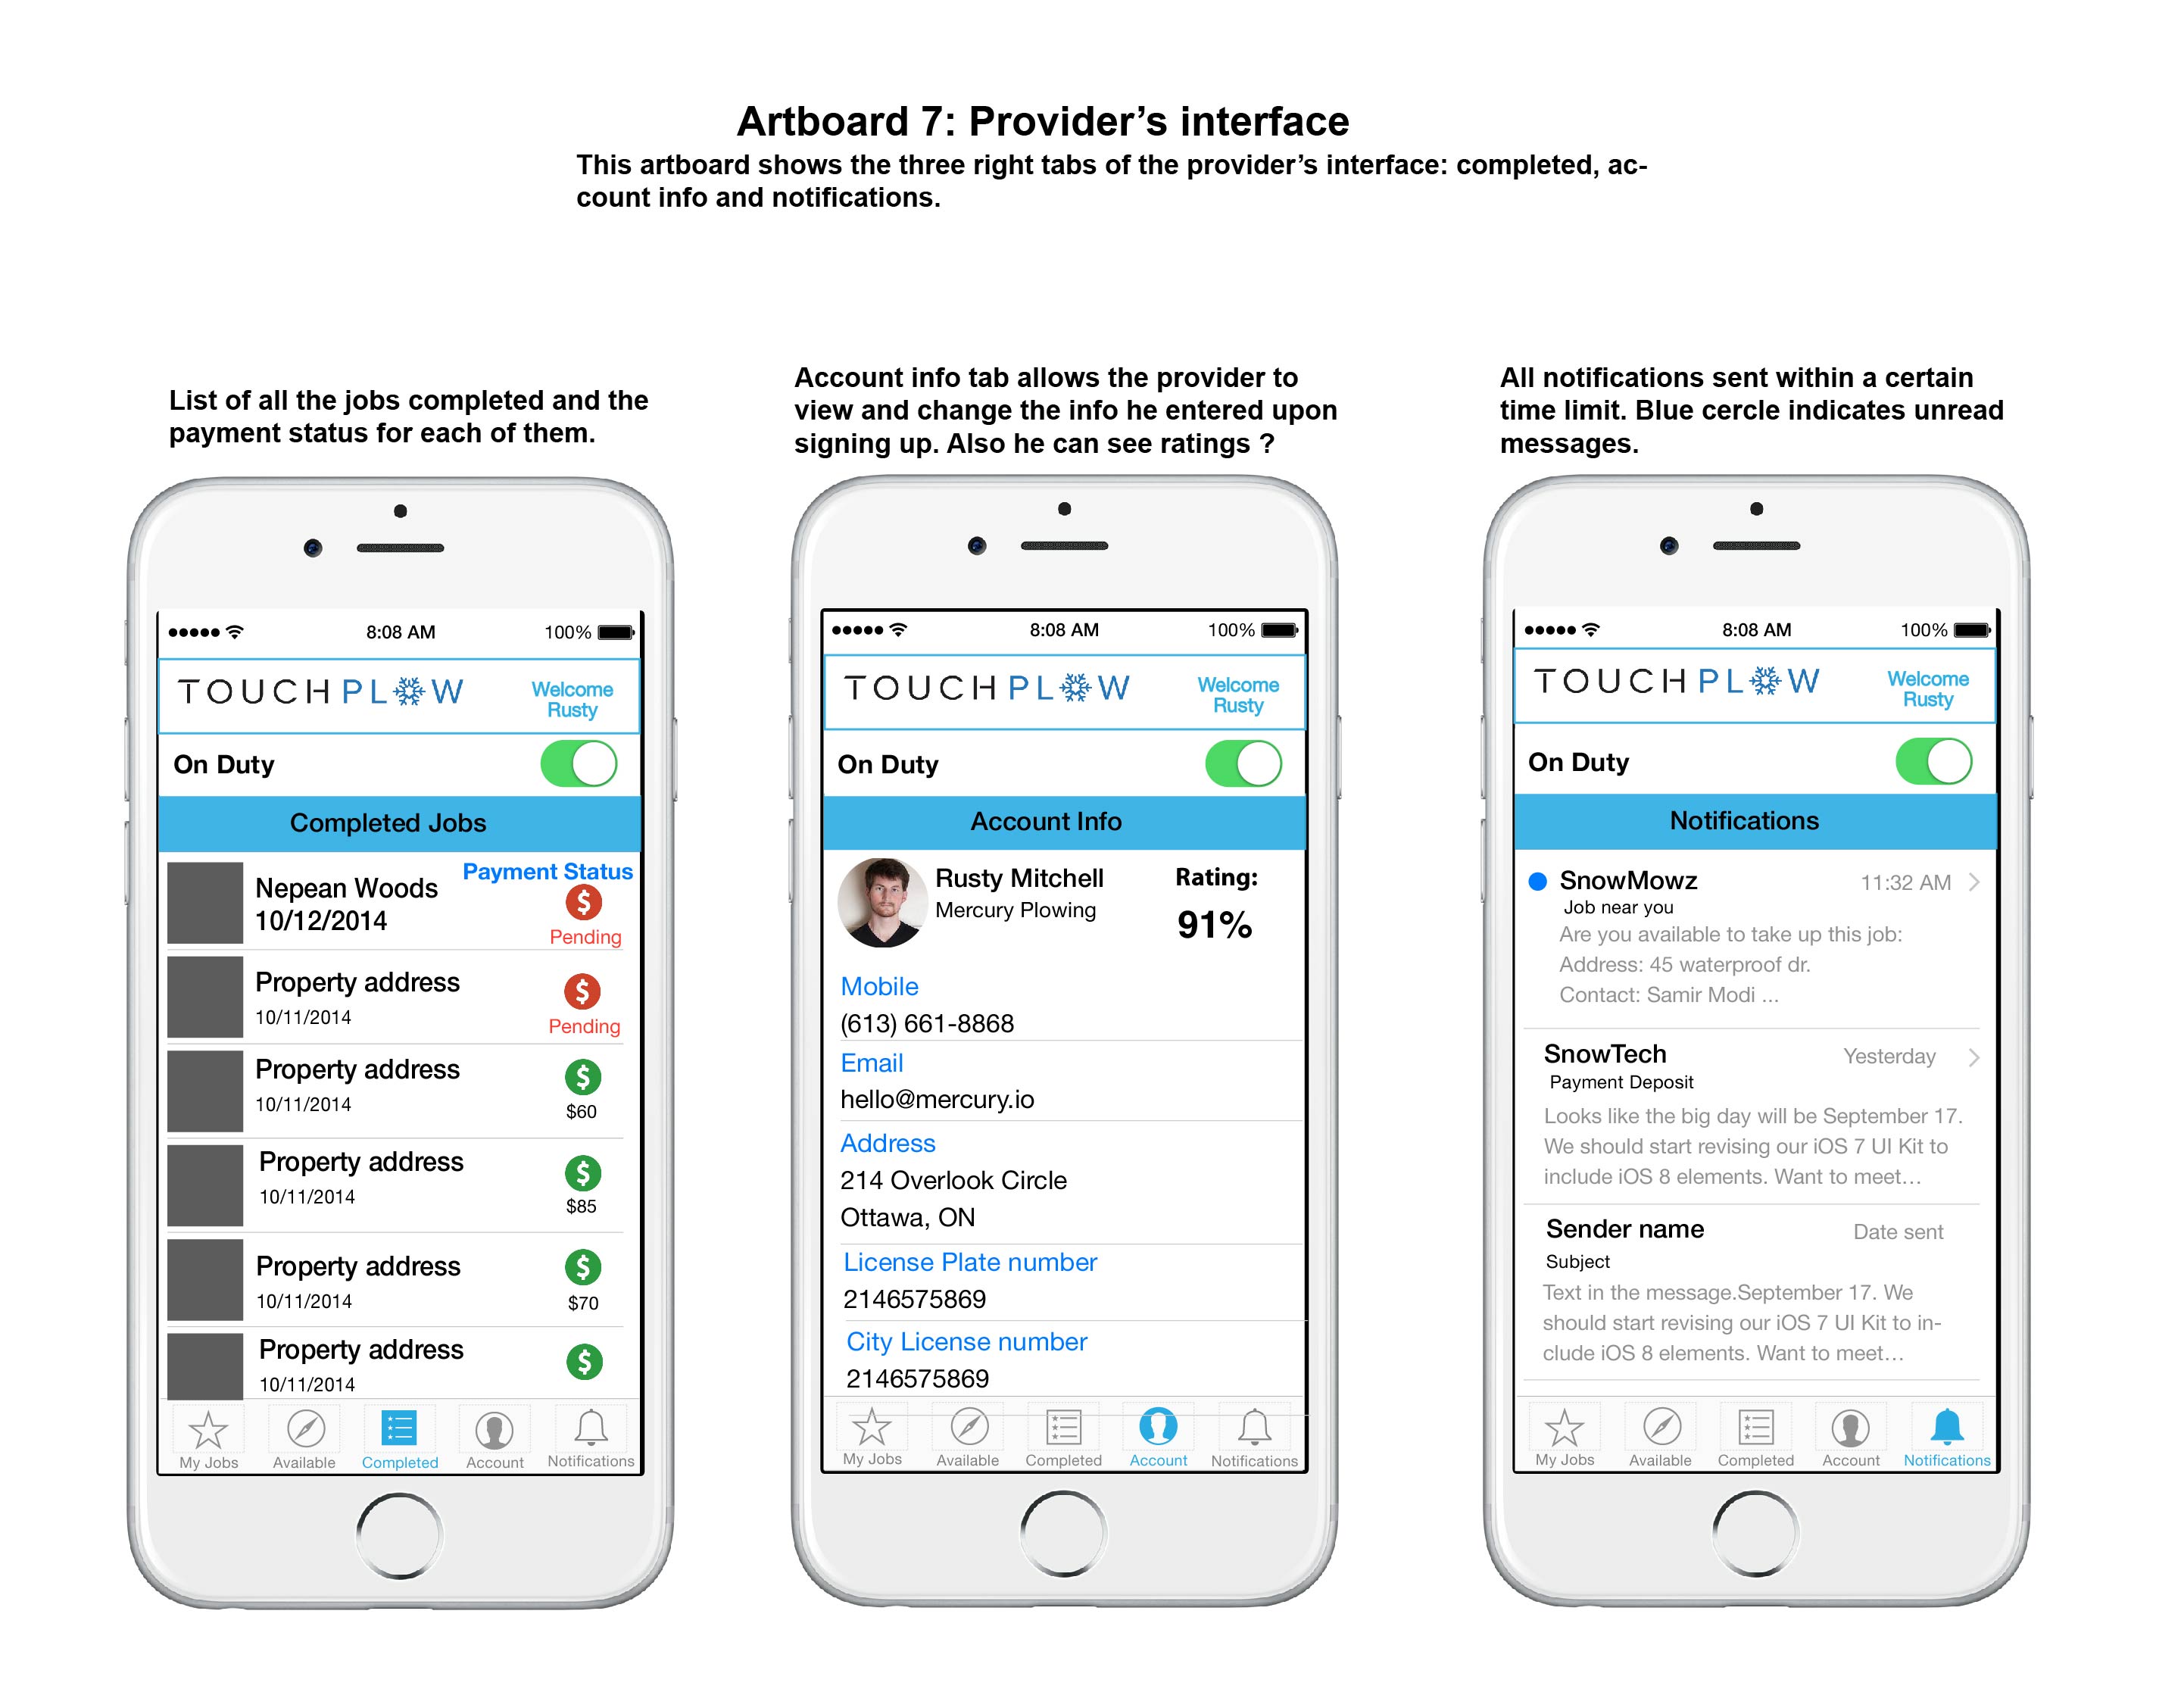 Artboard 7: Provider’s interface
This artboard shows the three right tabs of the provider’s interface: completed, ac-
count info and notifications.
List of all the jobs completed and the
payment status for each of them.
8:08 AM
100%
TOUCH PLOW
Welcome
Rusty
On Duty
Completed Jobs
Payment Status
Nepean Woods
10/12/2014
$
Pending
Property address
10/11/2014
$
Pending
Property address
10/11/2014
$
$60
Property address
10/11/2014
$
$85
Property address
10/11/2014
$
$70
Property address
10/11/2014
$
My Jobs
Available
Completed
Account
Notifications
Account info tab allows the provider to
view and change the info he entered upon
signing up. Also he can see ratings ?
8:08 AM
100%
TOUCH PLOW
Welcome
Rusty
On Duty
Account Info
Rusty Mitchell
Mercury Plowing
Rating:
91%
Mobile
(613) 661-8868
Email
hello@mercury.io
Address
214 Overlook Circle
Ottawa, ON
License Plate number
2146575869
City License number
2146575869
My Jobs
Available
Completed
Account
Notifications
All notifications sent within a certain
time limit. Blue cercle indicates unread
messages.
8:08 AM
100%
TOUCH PLOW
Welcome
Rusty
On Duty
Notifications
SnowMowz
11:32 AM
Job near you
Are you available to take up this job:
Address: 45 waterproof dr.
Contact: Samir Modi ...
SnowTech
Yesterday
Payment Deposit
Looks like the big day will be September 17.
We should start revising our iOS 7 UI Kit to
include iOS 8 elements. Want to meet…
Sender name
Date sent
Subject
Text in the message.September 17. We
should start revising our iOS 7 UI Kit to in-
clude iOS 8 elements. Want to meet…
My Jobs
Available
Completed
Account
Notifications